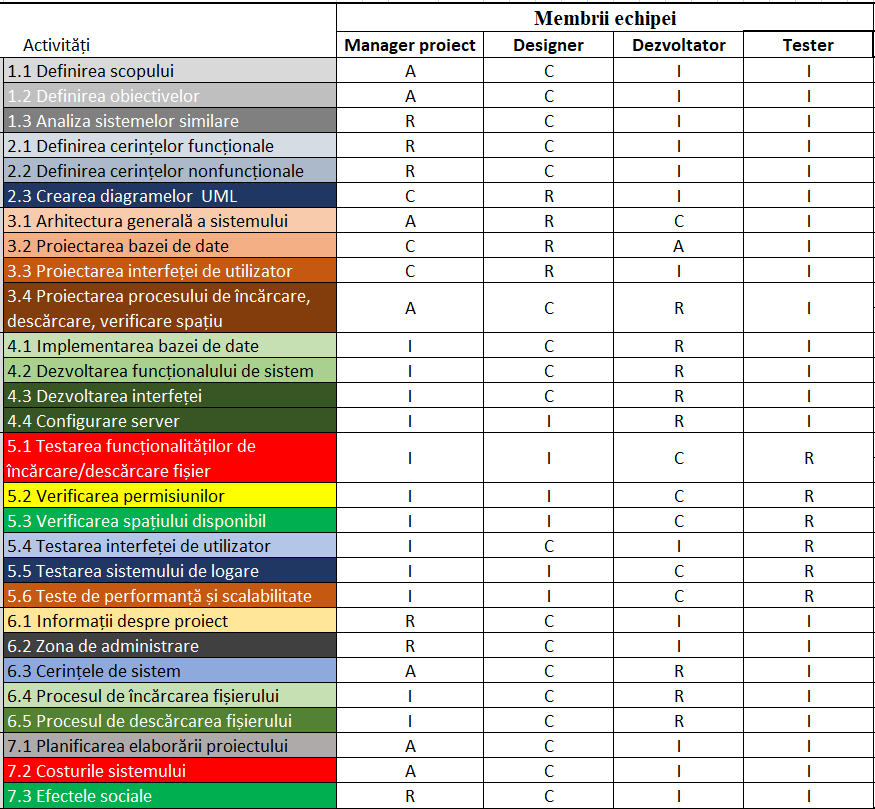 Membrii echipei
Activități Manager proiect Designer Dezvoltator Tester
1.1 Definirea scopului A C I I
1.2 Definirea obiectivelor A C I I
1.3 Analiza sistemelor similare R C I I
2.1 Definirea cerințelor funcționale R C I I
2.2 Definirea cerințelor nonfuncționale R C I I
2.3 Crearea diagramelor UML C R I I
3.1 Arhitectura generală a sistemului A R C I
3.2 Proiectarea bazei de date C R A I
3.3 Proiectarea interfeței de utilizator C R I I
3.4 Proiectarea procesului de încărcare,
descărcare, verificare spațiu A C R I
4.1 Implementarea bazei de date I C R I
4.2 Dezvoltarea funcționalului de sistem I C R I
4.3 Dezvoltarea interfeței I C R I
4.4 Configurare server I I R I
5.1 Testarea funcționalităților de
încărcare/descărcare fișier I I C R
5.2 Verificarea permisiunilor I I C R
5.3 Verificarea spațiului disponibil I I C R
5.4 Testarea interfeței de utilizator I C I R
5.5 Testarea sistemului de logare I I C R
5.6 Teste de performanță și scalabilitate I I C R
6.1 Informații despre proiect R C I I
6.2 Zona de administrare R C I I
6.3 Cerințele de sistem A C R I
6.4 Procesul de încărcarea fișierului I C R I
6.5 Procesul de descărcarea fișierului I C R I
7.1 Planificarea elaborării proiectului A C I I
7.2 Costurile sistemului A C I I
7.3 Efectele sociale R C I I